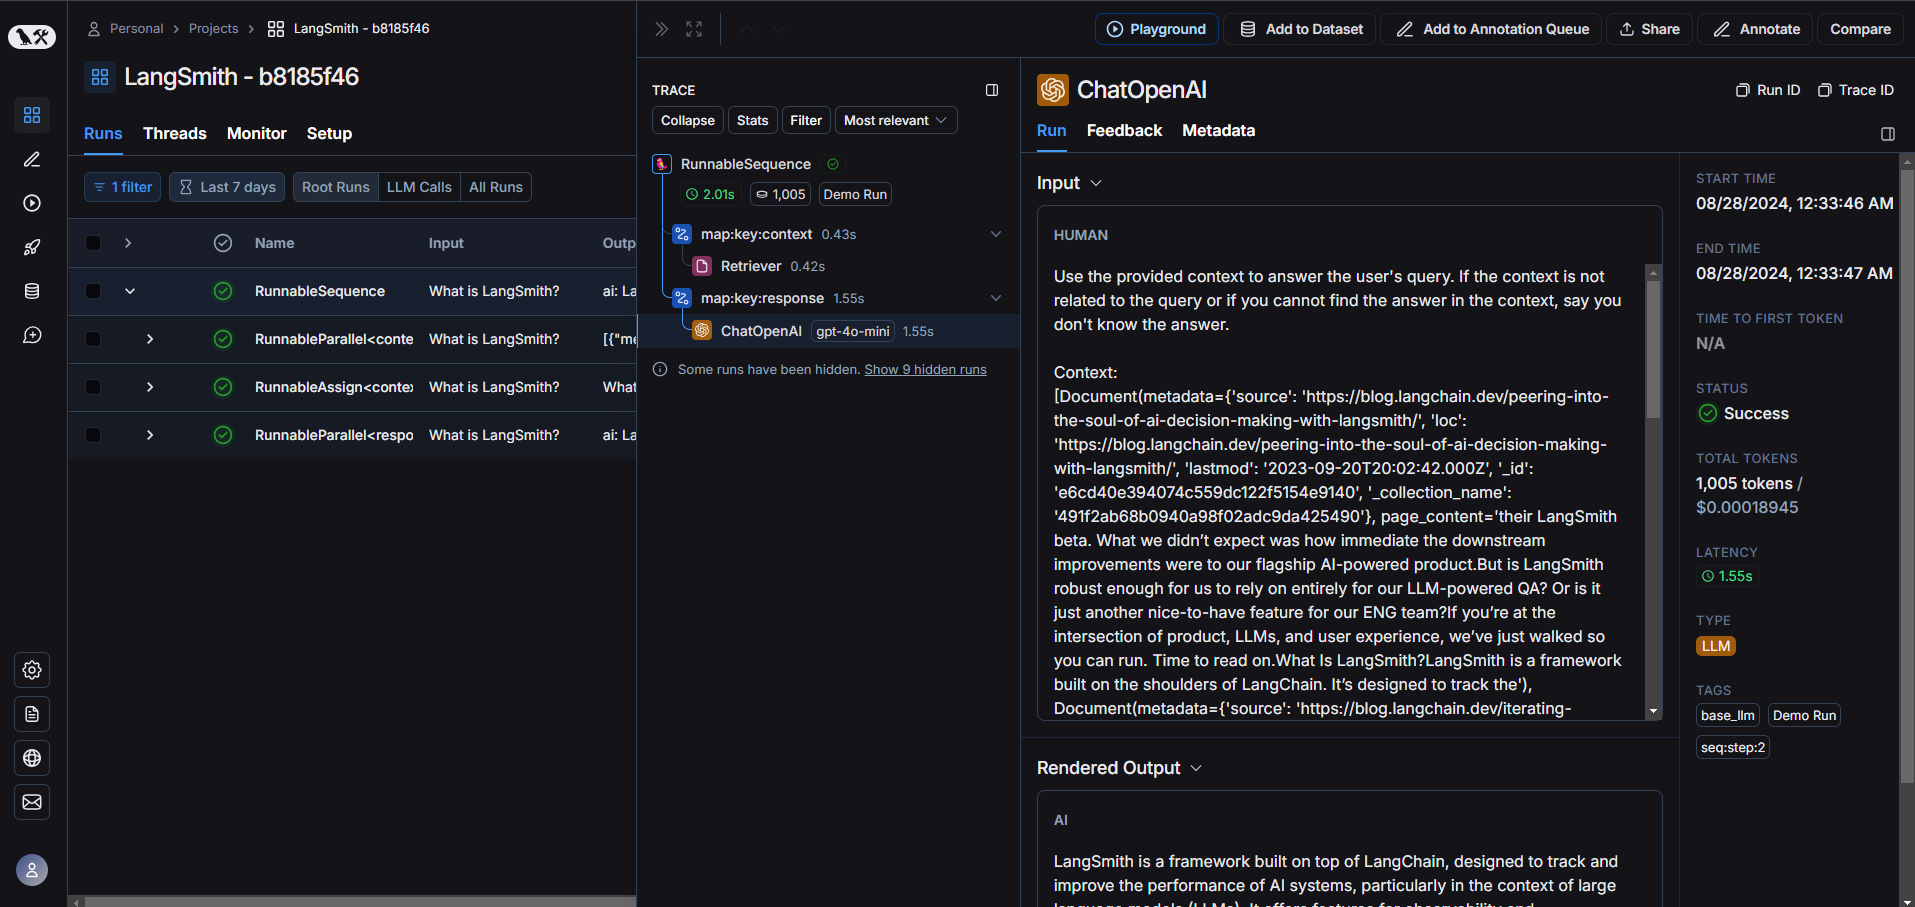 Personal > Projects > LangSmith - b8185f46
LangSmith - b8185f46
Runs Threads Monitor Setup
1 filter Last 7 days Root Runs LLM Calls All Runs
Name Input Outp
RunnableSequence What is LangSmith? ai: La
RunnableParallel<conte What is LangSmith? [{"me
RunnableAssign<contex What is LangSmith? What
RunnableParallel<respo What is LangSmith? ai: La
Playground Add to Dataset Add to Annotation Queue Share Annotate Compare
TRACE
Collapse Stats Filter Most relevant
RunnableSequence
2.01s 1,005 Demo Run
map:key:context 0.43s
Retriever 0.42s
map:key:response 1.55s
ChatOpenAI gpt-4o-mini 1.55s
Some runs have been hidden. Show 9 hidden runs
ChatOpenAI
Run ID Trace ID
Run Feedback Metadata
Input
HUMAN
Use the provided context to answer the user's query. If the context is not
related to the query or if you cannot find the answer in the context, say you
don't know the answer.
Context:
[Document(metadata={'source': 'https://blog.langchain.dev/peering-into-
the-soul-of-ai-decision-making-with-langsmith/', 'loc':
'https://blog.langchain.dev/peering-into-the-soul-of-ai-decision-making-
with-langsmith/', 'lastmod': '2023-09-20T20:02:42.000Z', '_id':
'e6cd40e394074c559dc122f5154e9140', '_collection_name':
'491f2ab68b0940a98f02adc9da425490'}, page_content='their LangSmith
beta. What we didn’t expect was how immediate the downstream
improvements were to our flagship AI-powered product.But is LangSmith
robust enough for us to rely on entirely for our LLM-powered QA? Or is it
just another nice-to-have feature for our ENG team?If you’re at the
intersection of product, LLMs, and user experience, we’ve just walked so
you can run. Time to read on.What Is LangSmith?LangSmith is a framework
built on the shoulders of LangChain. It’s designed to track the'),
Document(metadata={'source': 'https://blog.langchain.dev/iterating-
Rendered Output
AI
LangSmith is a framework built on top of LangChain, designed to track and
improve the performance of AI systems, particularly in the context of large
language models (LLMs). It offers features for observability and
START TIME
08/28/2024, 12:33:46 AM
END TIME
08/28/2024, 12:33:47 AM
TIME TO FIRST TOKEN
N/A
STATUS
Success
TOTAL TOKENS
1,005 tokens /
$0.00018945
LATENCY
1.55s
TYPE
LLM
TAGS
base_llm Demo Run
seq:step:2